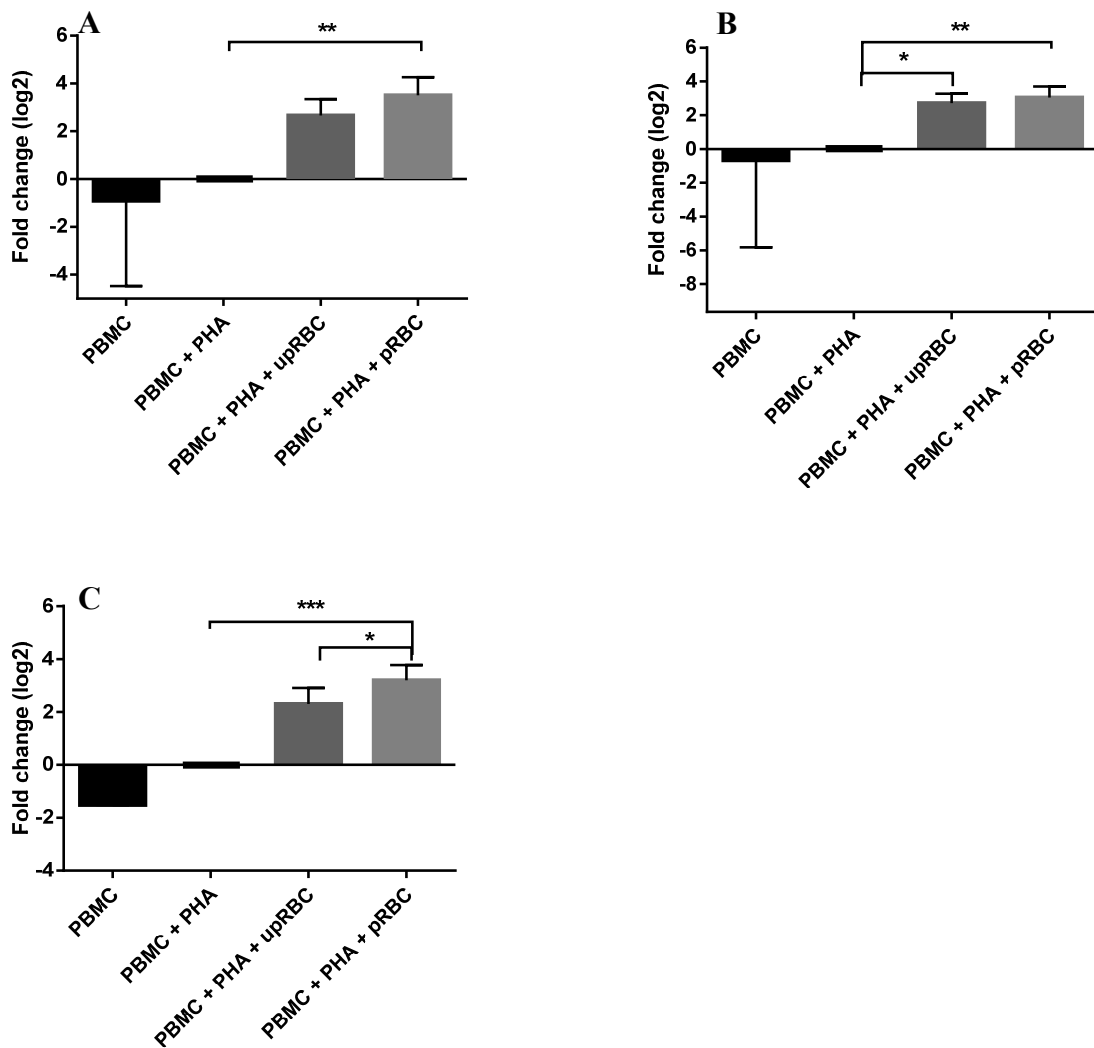 A
Fold change (log2)
6
4
2
0
-2
-4
**
PBMC
PBMC + PHA
PBMC + PHA + upRBC
PBMC + PHA + pRBC
B
Fold change (log2)
6
4
2
0
-2
-4
-6
-8
**
*
PBMC
PBMC + PHA
PBMC + PHA + upRBC
PBMC + PHA + pRBC
C
Fold change (log2)
6
4
2
0
-2
-4
***
*
PBMC
PBMC + PHA
PBMC + PHA + upRBC
PBMC + PHA + pRBC